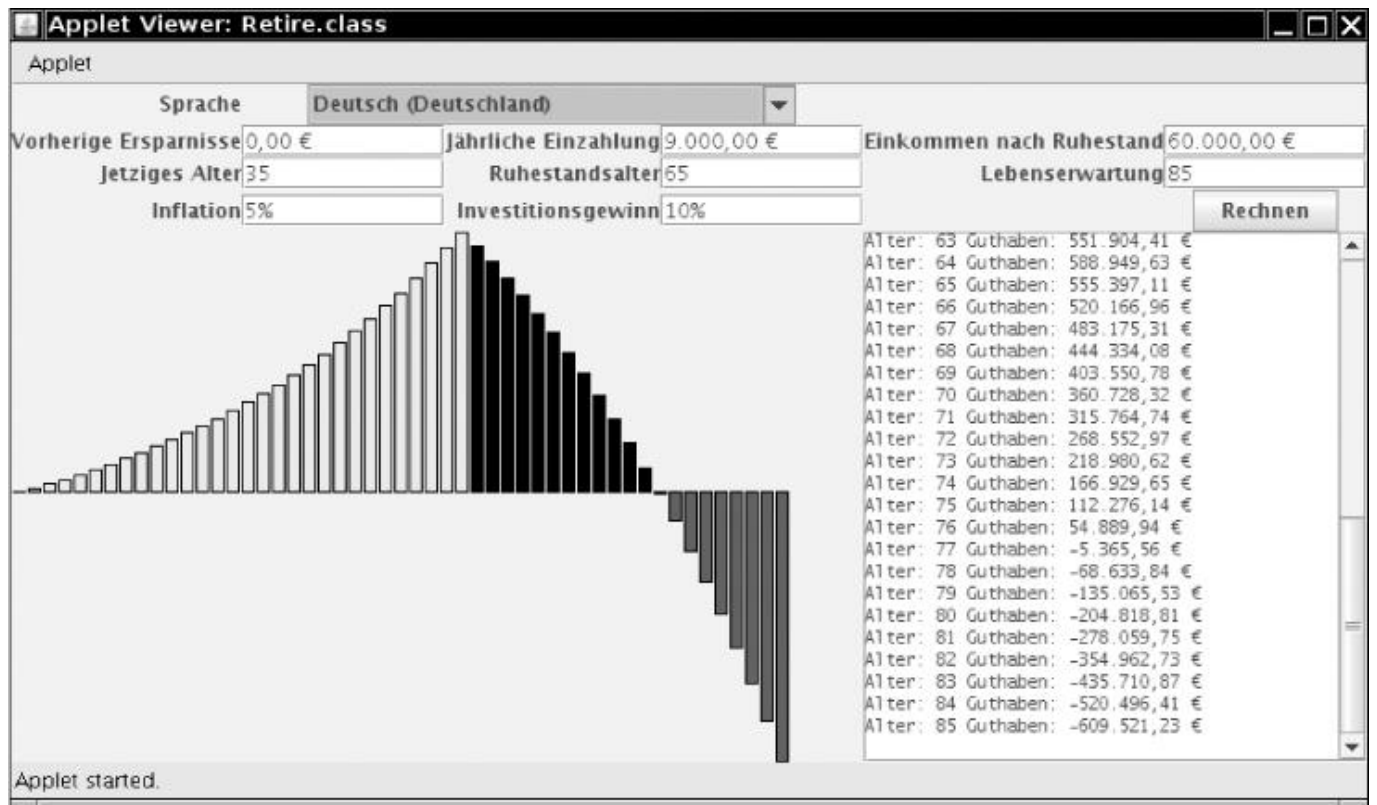 Applet Viewer: Retire.class
Applet
Sprache Deutsch (Deutschland)
Vorherige Ersparnisse 0,00 € Jährliche Einzahlung 9.000,00 € Einkommen nach Ruhestand 60.000,00 €
Jetziges Alter 35 Ruhestandsalter 65 Lebenserwartung 85
Inflation 5% Investitionsgewinn 10% Rechnen
Alter: 63 Guthaben: 551.904,41 €
Alter: 64 Guthaben: 588.949,63 €
Alter: 65 Guthaben: 555.397,11 €
Alter: 66 Guthaben: 520.166,96 €
Alter: 67 Guthaben: 483.175,31 €
Alter: 68 Guthaben: 444.334,08 €
Alter: 69 Guthaben: 403.550,78 €
Alter: 70 Guthaben: 360.728,32 €
Alter: 71 Guthaben: 315.764,74 €
Alter: 72 Guthaben: 268.552,97 €
Alter: 73 Guthaben: 218.980,62 €
Alter: 74 Guthaben: 166.929,65 €
Alter: 75 Guthaben: 112.276,14 €
Alter: 76 Guthaben: 54.889,94 €
Alter: 77 Guthaben: -5.365,56 €
Alter: 78 Guthaben: -68.633,84 €
Alter: 79 Guthaben: -135.065,53 €
Alter: 80 Guthaben: -204.818,81 €
Alter: 81 Guthaben: -278.059,75 €
Alter: 82 Guthaben: -354.962,73 €
Alter: 83 Guthaben: -435.710,87 €
Alter: 84 Guthaben: -520.496,41 €
Alter: 85 Guthaben: -609.521,23 €
Applet started.